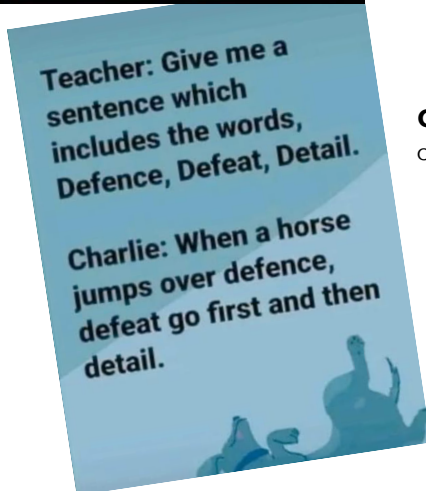 Teacher: Give me a
sentence which
includes the words,
Defence, Defeat, Detail.
Charlie: When a horse
jumps over defence,
defeat go first and then
detail.